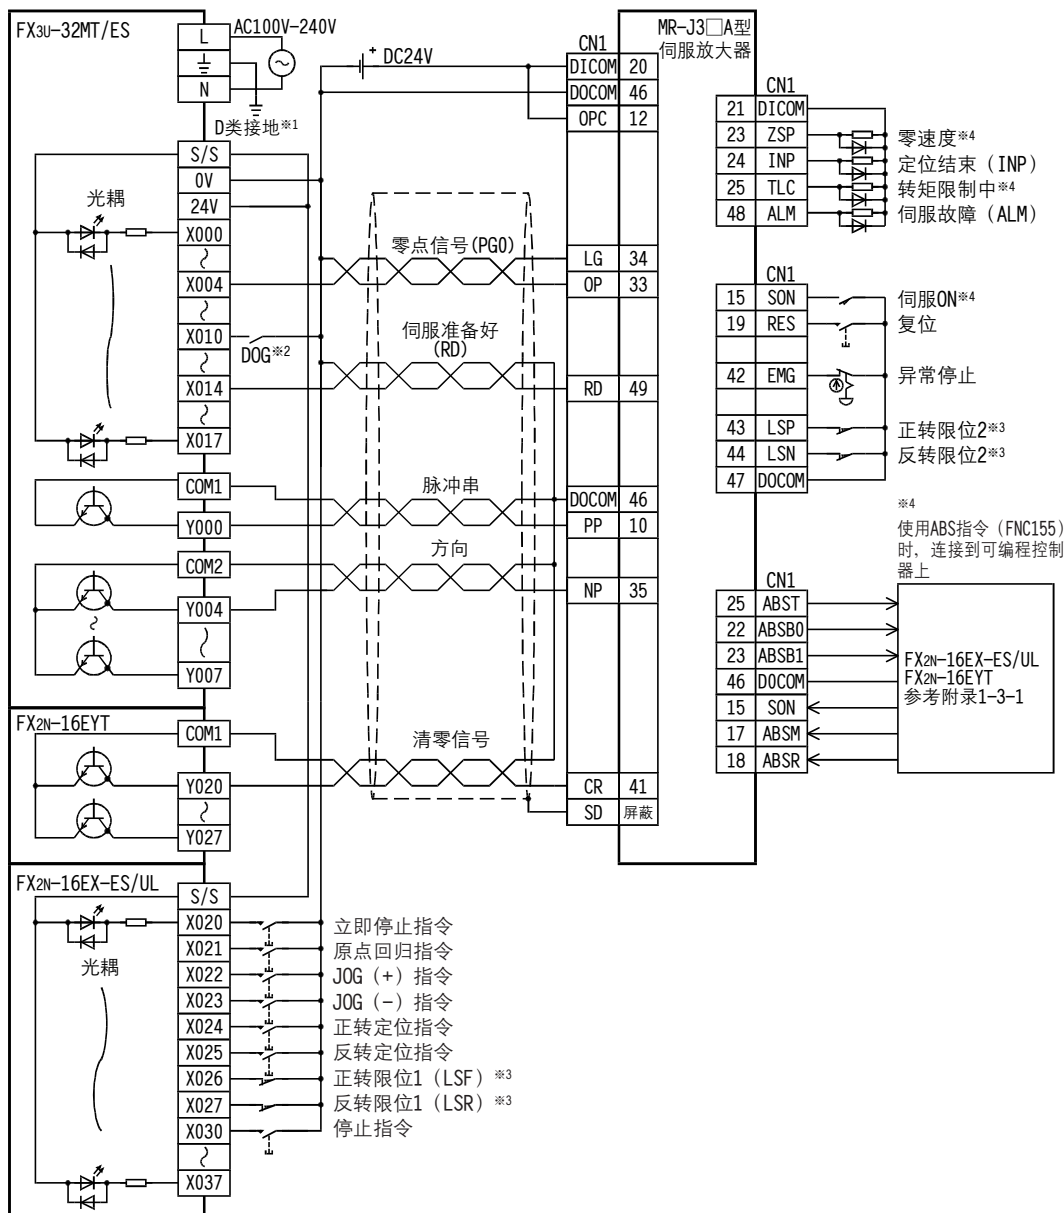 FX3U-32MT/ES
L
N
AC100V-240V
D类接地※1
S/S
0V
24V
X000
X004
X010
X014
X017
光耦
DOG※2
COM1
Y000
COM2
Y004
Y007
FX2N-16EYT
COM1
Y020
Y027
FX2N-16EX-ES/UL
S/S
X020 立即停止指令
X021 原点回归指令
X022 JOG（+）指令
X023 JOG（-）指令
X024 正转定位指令
X025 反转定位指令
X026 正转限位1（LSF）※3
X027 反转限位1（LSR）※3
X030 停止指令
X037
光耦
+ DC24V
零点信号(PG0)
伺服准备好
(RD)
脉冲串
方向
清零信号
MR-J3□A型
伺服放大器
CN1
DICOM 20
DOCOM 46
OPC 12
LG 34
OP 33
RD 49
DOCOM 46
PP 10
NP 35
CR 41
SD 屏蔽
CN1
21 DICOM
23 ZSP 零速度※4
24 INP 定位结束（INP）
25 TLC 转矩限制中※4
48 ALM 伺服故障（ALM）
CN1
15 SON 伺服ON※4
19 RES 复位
42 EMG 异常停止
43 LSP 正转限位2※3
44 LSN 反转限位2※3
47 DOCOM
※4
使用ABS指令（FNC155）
时，连接到可编程控制
器上
CN1
25 ABST
22 ABSB0
23 ABSB1
46 DOCOM
15 SON
17 ABSM
18 ABSR
FX2N-16EX-ES/UL
FX2N-16EYT
参考附录1-3-1